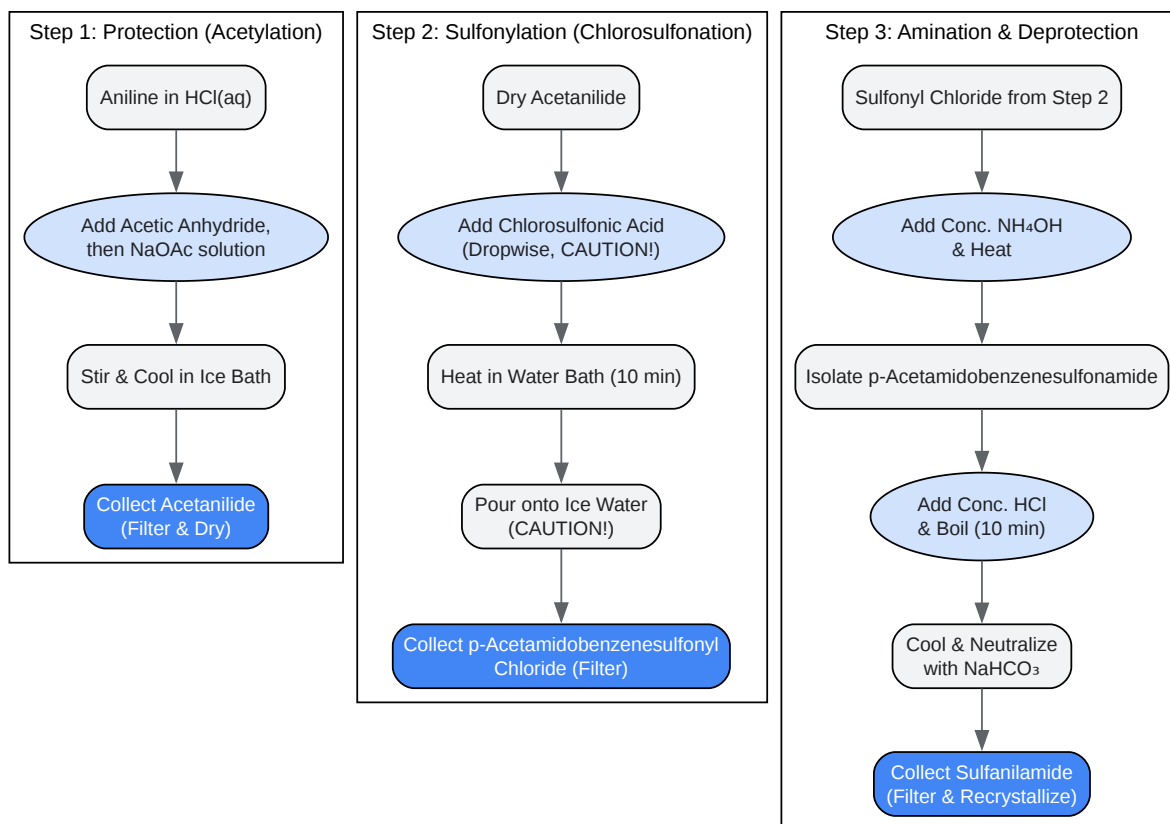 Step 1: Protection (Acetylation)
Aniline in HCl(aq)
Add Acetic Anhydride,
then NaOAc solution
Stir & Cool in Ice Bath
Collect Acetanilide
(Filter & Dry)
Step 2: Sulfonylation (Chlorosulfonation)
Dry Acetanilide
Add Chlorosulfonic Acid
(Dropwise, CAUTION!)
Heat in Water Bath (10 min)
Pour onto Ice Water
(CAUTION!)
Collect p-Acetamidobenzenesulfonyl
Chloride (Filter)
Step 3: Amination & Deprotection
Sulfonyl Chloride from Step 2
Add Conc. NH₄OH
& Heat
Isolate p-Acetamidobenzenesulfonamide
Add Conc. HCl
& Boil (10 min)
Cool & Neutralize
with NaHCO₃
Collect Sulfanilamide
(Filter & Recrystallize)